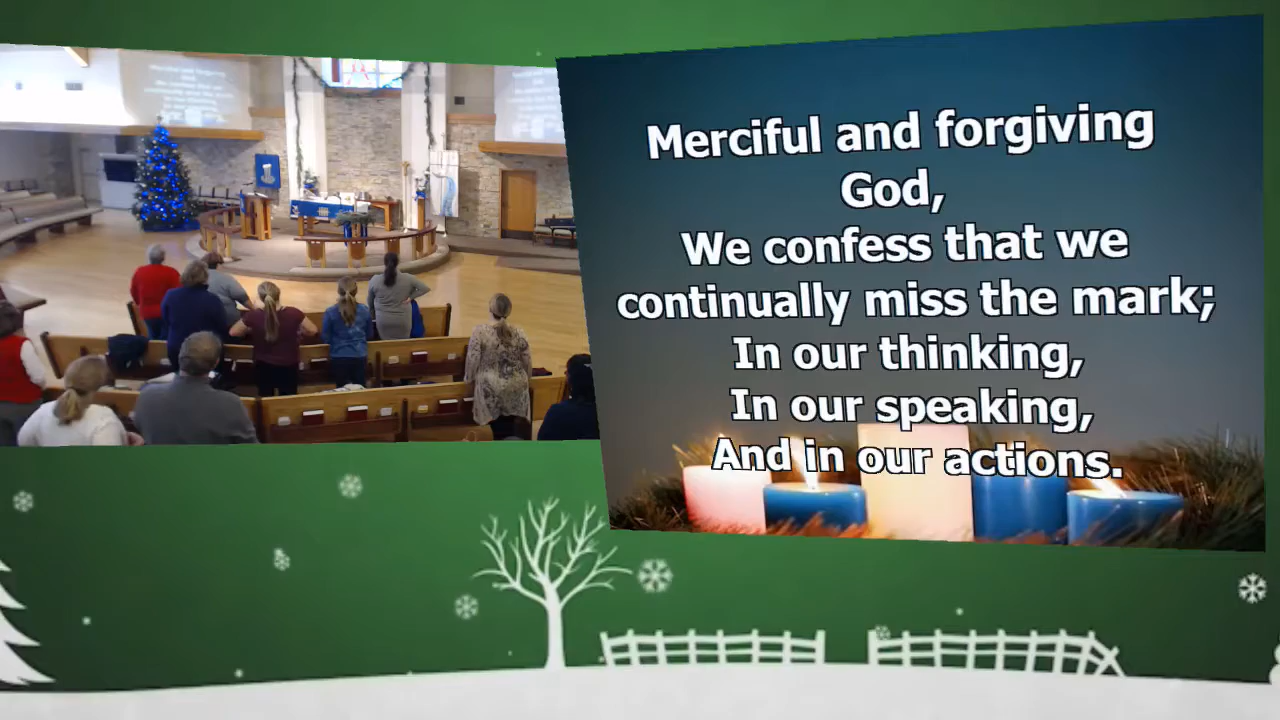 Merciful and forgiving
God,
We confess that we
continually miss the mark;
In our thinking,
In our speaking,
And in our actions.